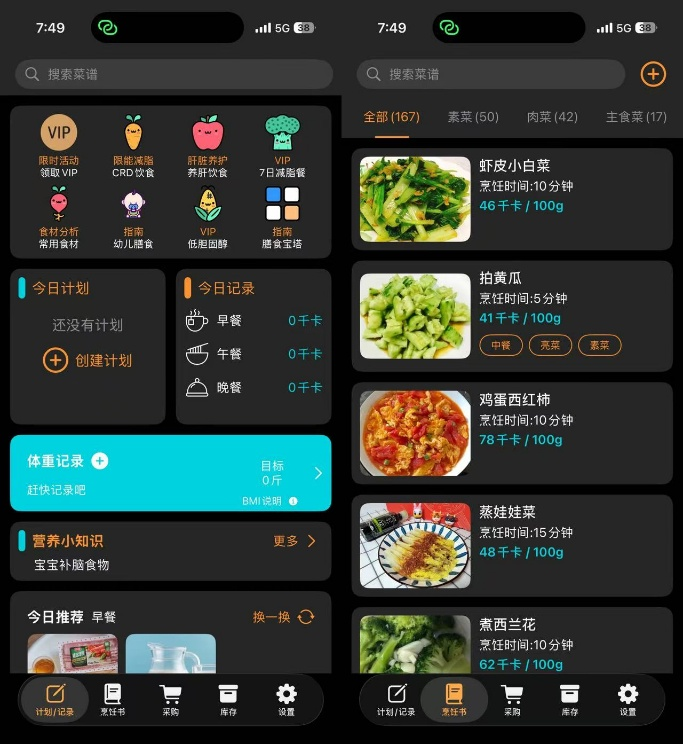 7:49
5G 38
搜索菜谱
VIP
限时活动
领取VIP
限能减脂
CRD饮食
肝脏养护
养肝饮食
VIP
7日减脂餐
食材分析
常用食材
指南
幼儿膳食
VIP
低胆固醇
指南
膳食宝塔
今日计划
还没有计划
创建计划
今日记录
早餐 0千卡
午餐 0千卡
晚餐 0千卡
体重记录
赶快记录吧
目标
0斤
BMI说明
营养小知识
更多
宝宝补脑食物
今日推荐 早餐
换一换
计划/记录
烹饪书
采购
库存
设置
7:49
5G 38
搜索菜谱
全部(167) 素菜(50) 肉菜(42) 主食菜(17)
虾皮小白菜
烹饪时间:10分钟
46千卡 / 100g
拍黄瓜
烹饪时间:5分钟
41千卡 / 100g
中餐 亮菜 素菜
鸡蛋西红柿
烹饪时间:10分钟
78千卡 / 100g
蒸娃娃菜
烹饪时间:15分钟
48千卡 / 100g
煮西兰花
烹饪时间:10分钟
62千卡 / 100g
计划/记录
烹饪书
采购
库存
设置